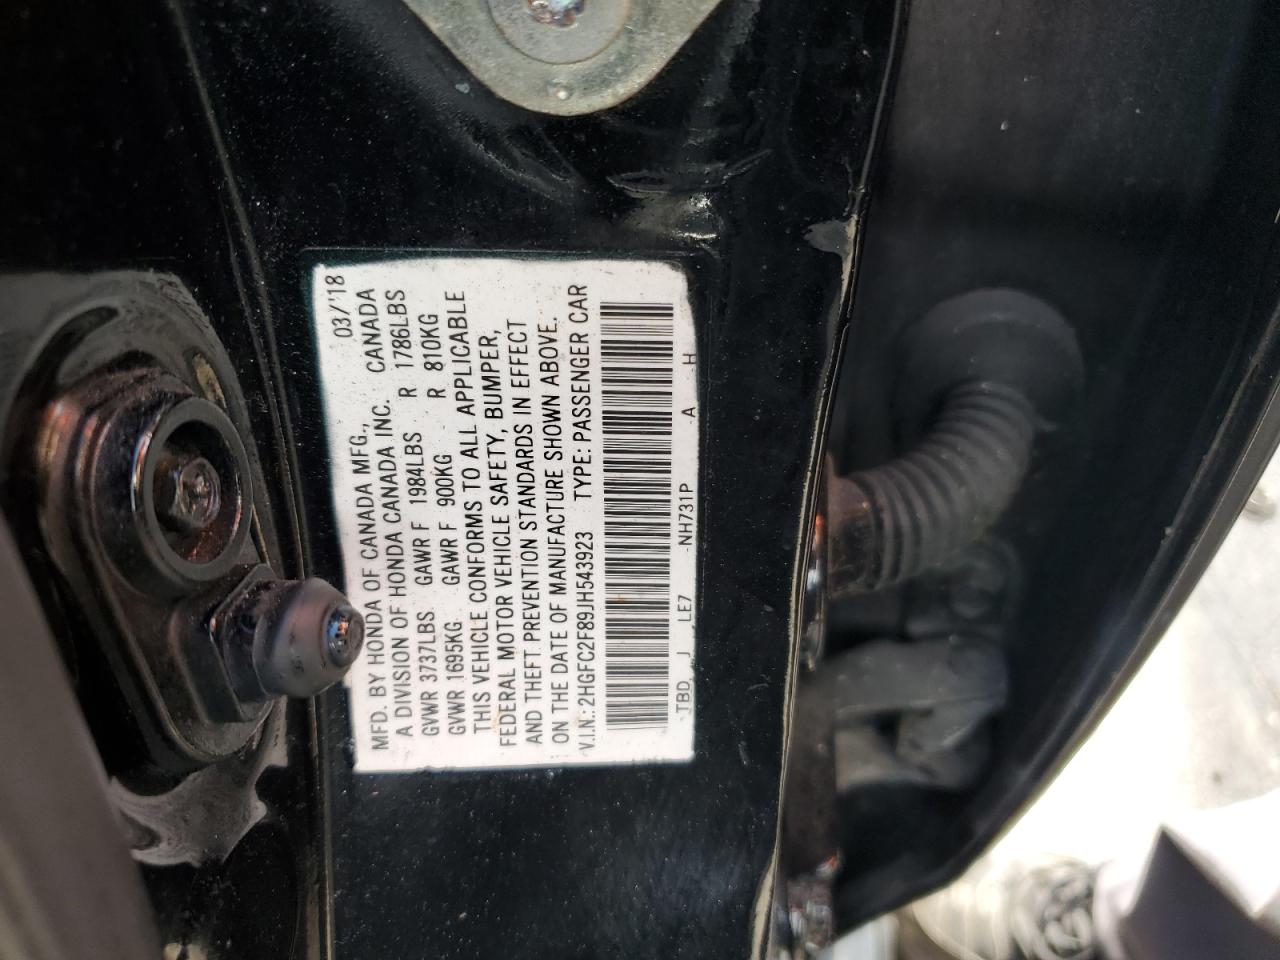 MFD. BY HONDA OF CANADA MFG., 03/'18
A DIVISION OF HONDA CANADA INC. CANADA
GVWR 3737LBS GAWR F 1984LBS R 1786LBS
GVWR 1695KG GAWR F 900KG R 810KG
THIS VEHICLE CONFORMS TO ALL APPLICABLE
FEDERAL MOTOR VEHICLE SAFETY, BUMPER,
AND THEFT PREVENTION STANDARDS IN EFFECT
ON THE DATE OF MANUFACTURE SHOWN ABOVE.
V.I.N.: 2HGFC2F89JH543923 TYPE: PASSENGER CAR
TBD J LE7 -NH731P A H